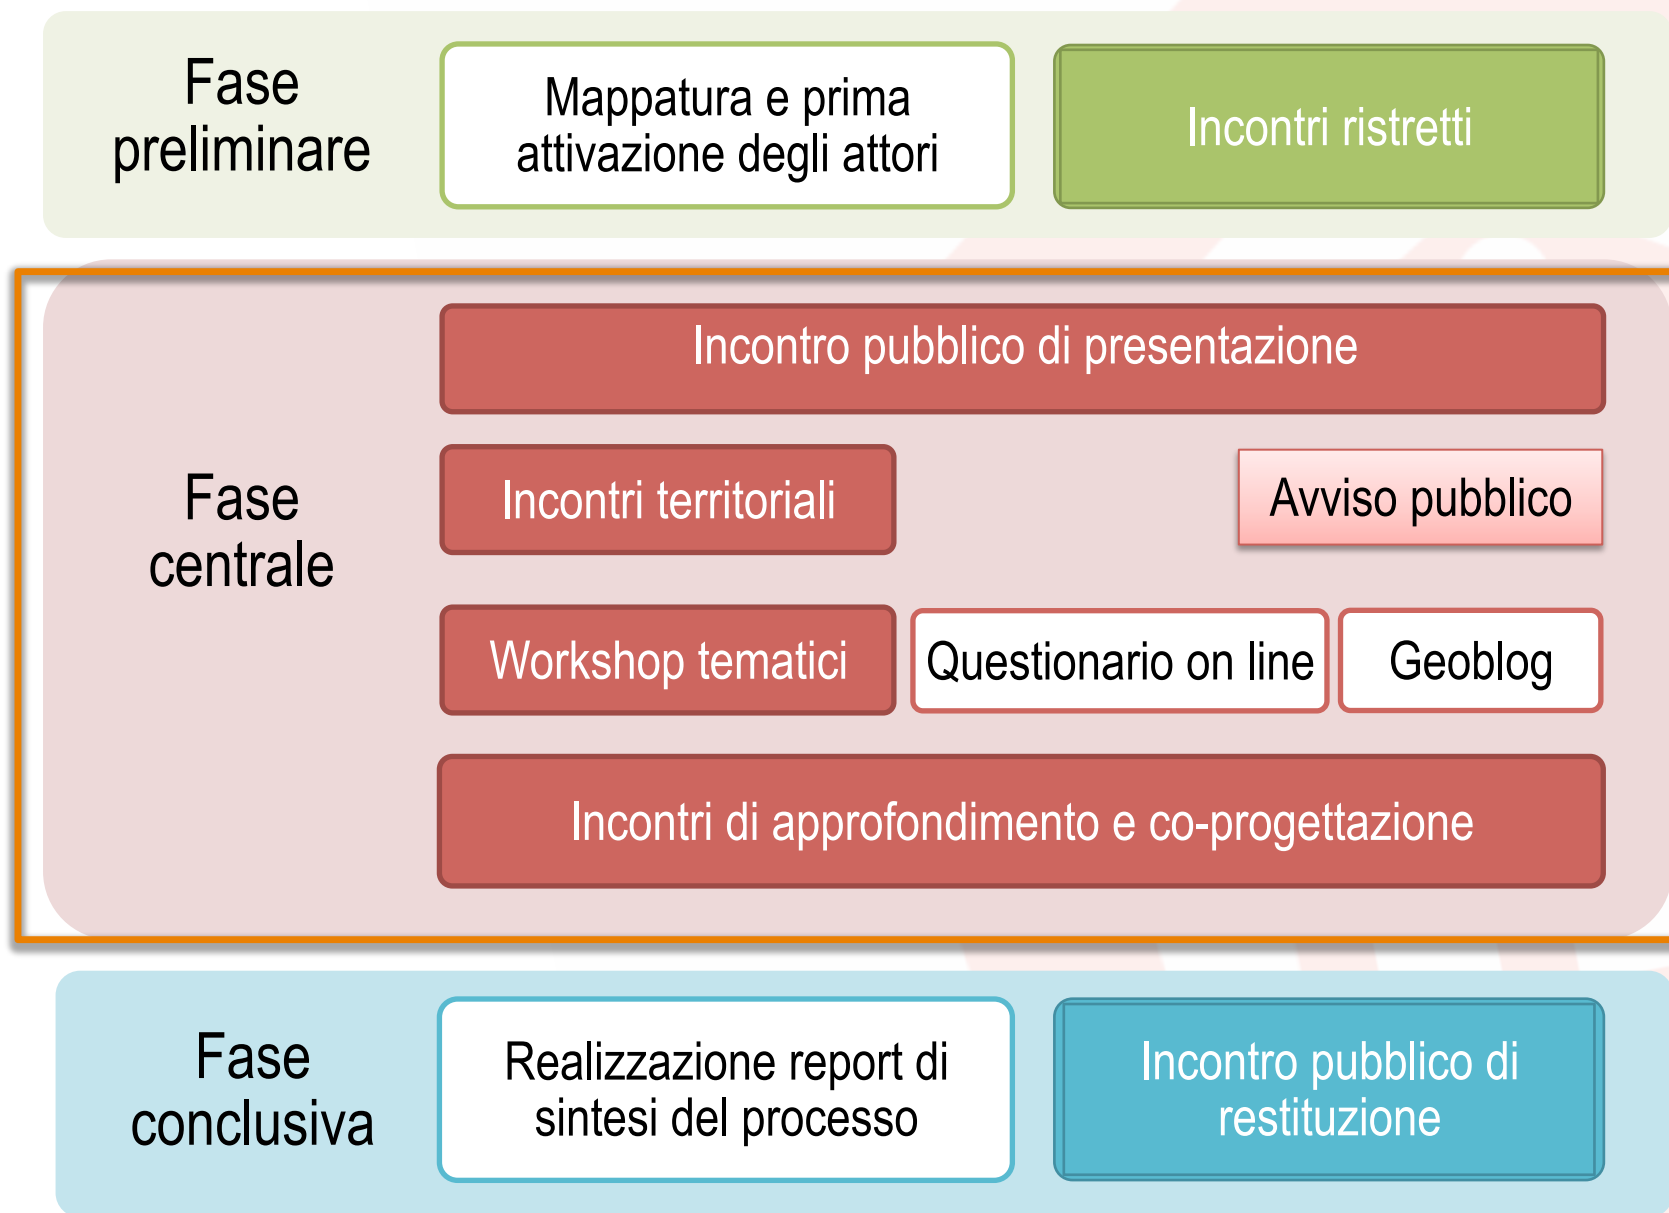 Fase
preliminare
Mappatura e prima
attivazione degli attori
Incontri ristretti
Fase
centrale
Incontro pubblico di presentazione
Incontri territoriali
Avviso pubblico
Workshop tematici
Questionario on line
Geoblog
Incontri di approfondimento e co-progettazione
Fase
conclusiva
Realizzazione report di
sintesi del processo
Incontro pubblico di
restituzione